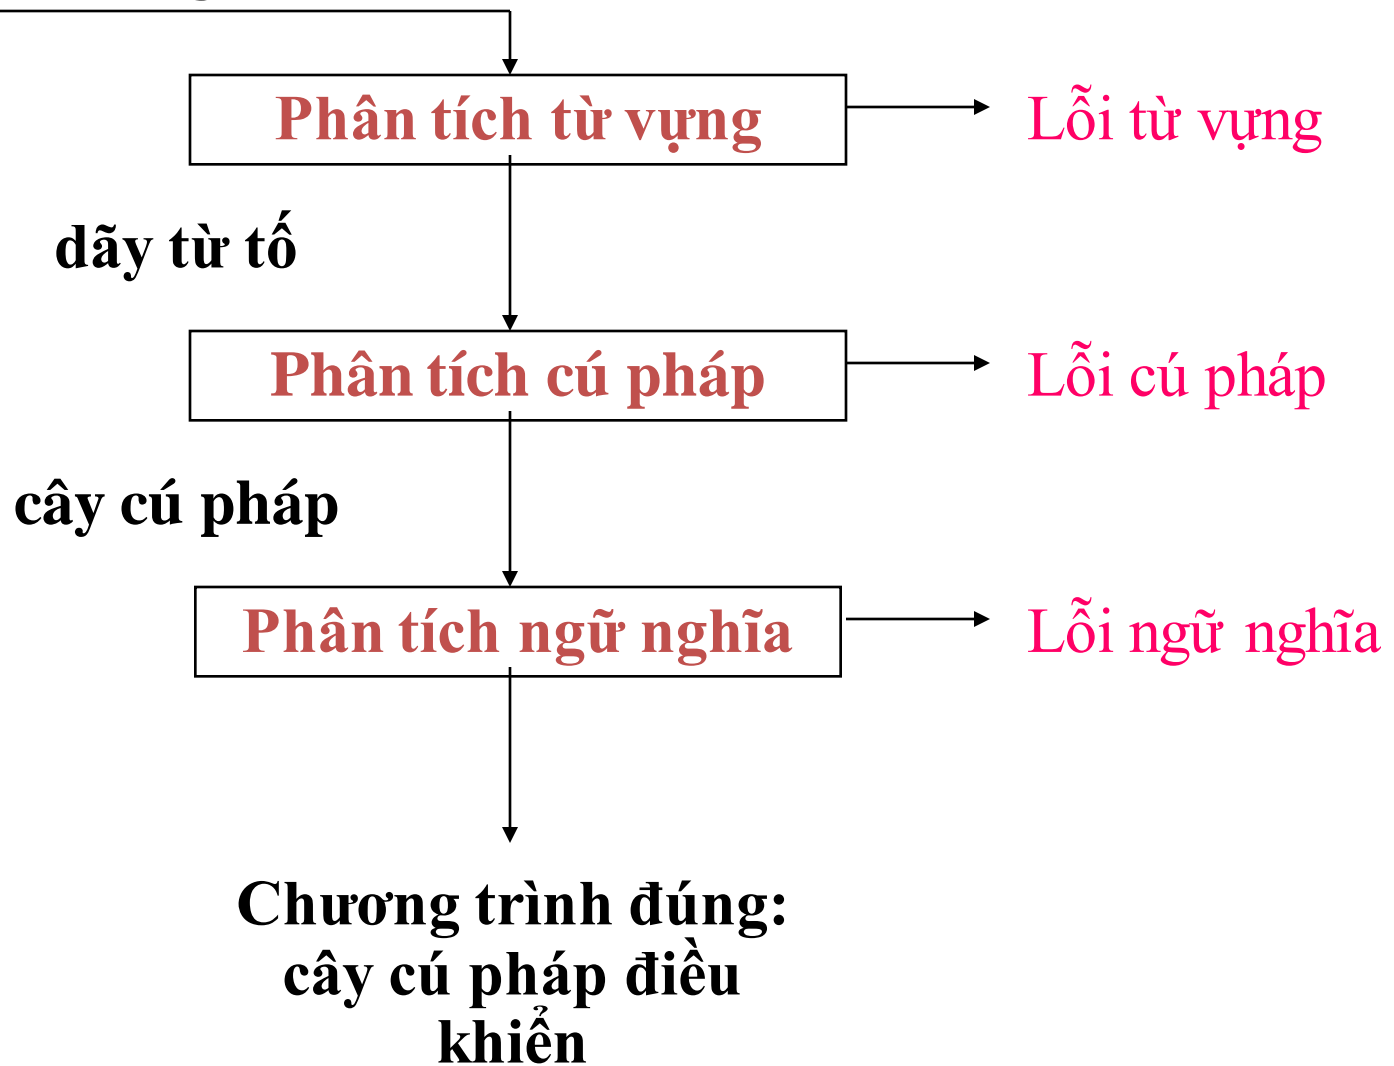 Phân tích từ vựng
Lỗi từ vựng
dãy từ tố
Phân tích cú pháp
Lỗi cú pháp
cây cú pháp
Phân tích ngữ nghĩa
Lỗi ngữ nghĩa
Chương trình đúng:
cây cú pháp điều
khiển